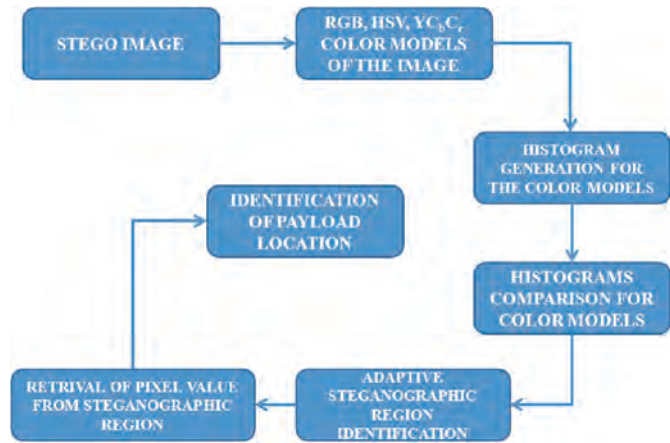 STEGO IMAGE
RGB, HSV, YCbCr
COLOR MODELS
OF THE IMAGE
HISTOGRAM
GENERATION FOR
THE COLOR MODELS
HISTOGRAMS
COMPARISON FOR
COLOR MODELS
ADAPTIVE
STEGANOGRAPHIC
REGION
IDENTIFICATION
RETRIVAL OF PIXEL VALUE
FROM STEGANOGRAPHIC
REGION
IDENTIFICATION
OF PAYLOAD
LOCATION